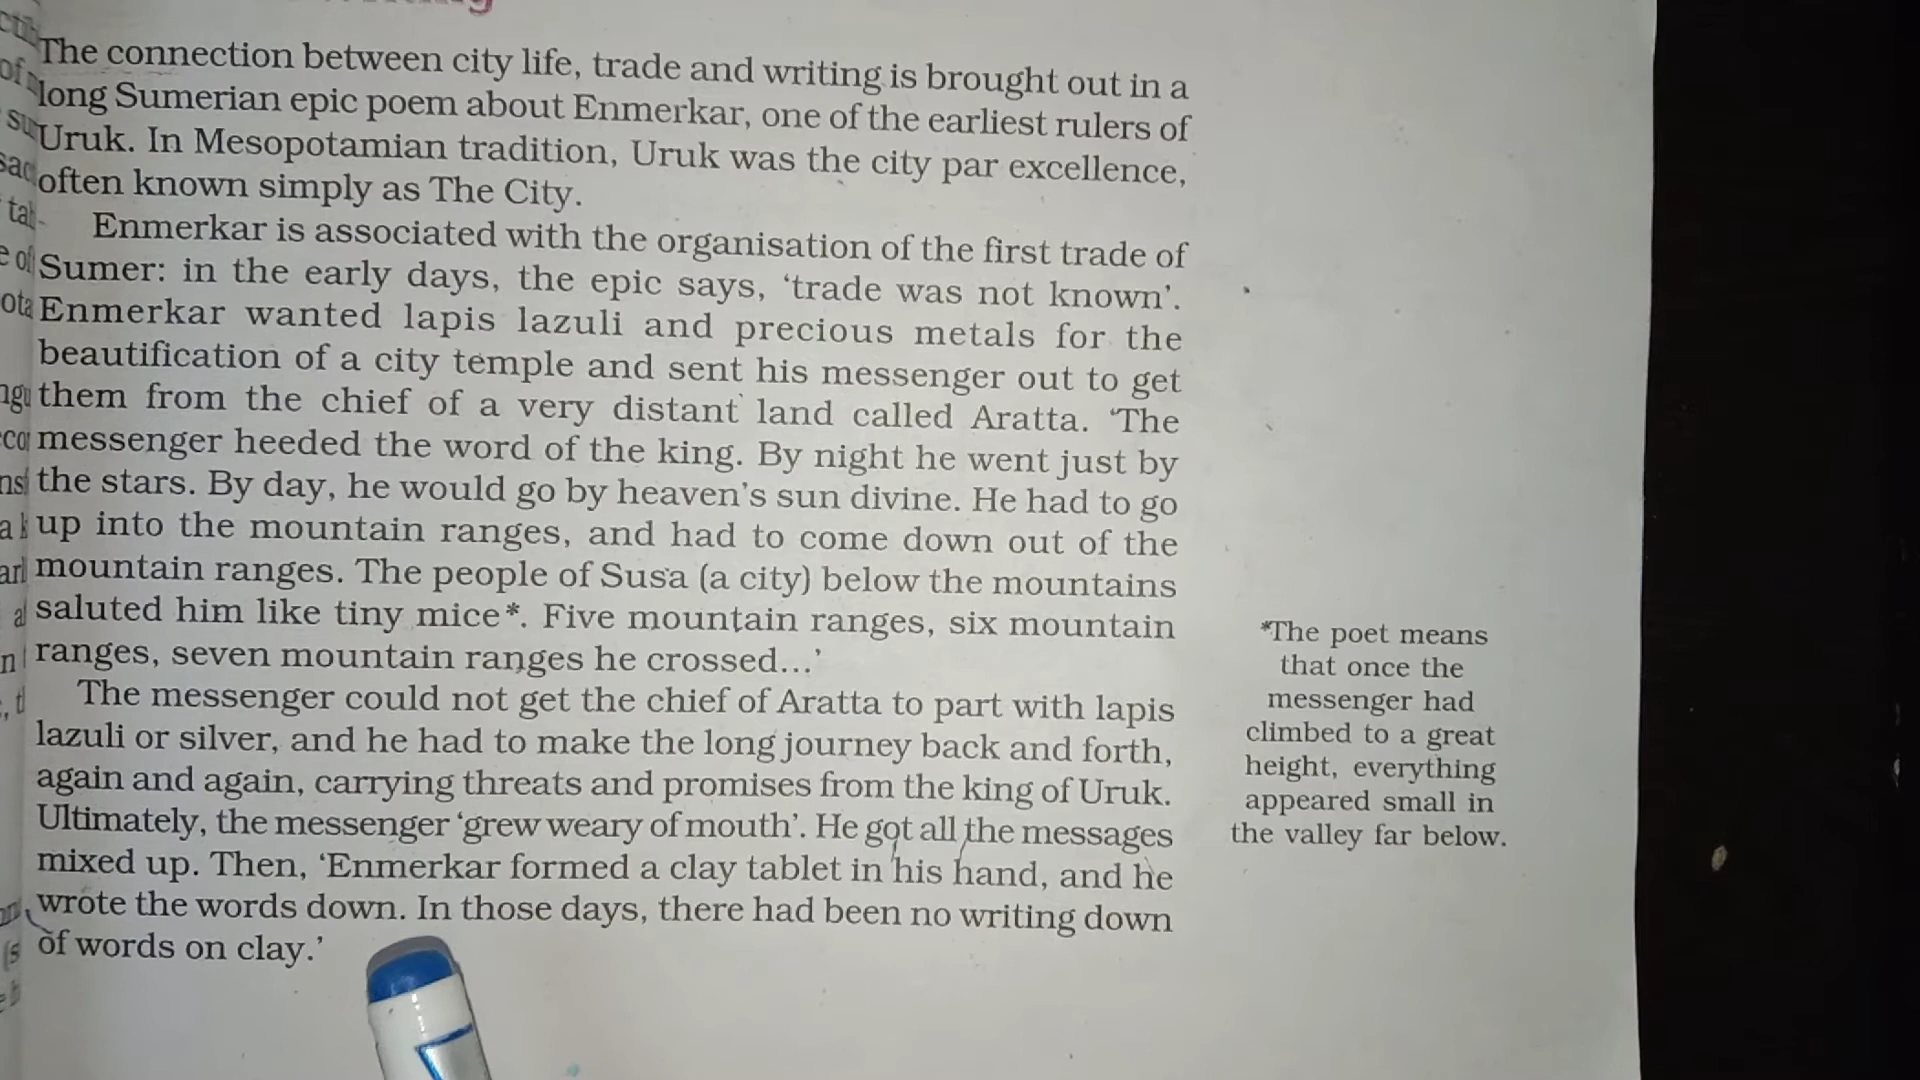 The connection between city life, trade and writing is brought out in a
long Sumerian epic poem about Enmerkar, one of the earliest rulers of
Uruk. In Mesopotamian tradition, Uruk was the city par excellence,
often known simply as The City.
Enmerkar is associated with the organisation of the first trade of
Sumer: in the early days, the epic says, ‘trade was not known’.
Enmerkar wanted lapis lazuli and precious metals for the
beautification of a city temple and sent his messenger out to get
them from the chief of a very distant land called Aratta. ‘The
messenger heeded the word of the king. By night he went just by
the stars. By day, he would go by heaven’s sun divine. He had to go
up into the mountain ranges, and had to come down out of the
mountain ranges. The people of Susa (a city) below the mountains
saluted him like tiny mice*. Five mountain ranges, six mountain
ranges, seven mountain ranges he crossed...’
The messenger could not get the chief of Aratta to part with lapis
lazuli or silver, and he had to make the long journey back and forth,
again and again, carrying threats and promises from the king of Uruk.
Ultimately, the messenger ‘grew weary of mouth’. He got all the messages
mixed up. Then, ‘Enmerkar formed a clay tablet in his hand, and he
wrote the words down. In those days, there had been no writing down
of words on clay.’
*The poet means
that once the
messenger had
climbed to a great
height, everything
appeared small in
the valley far below.